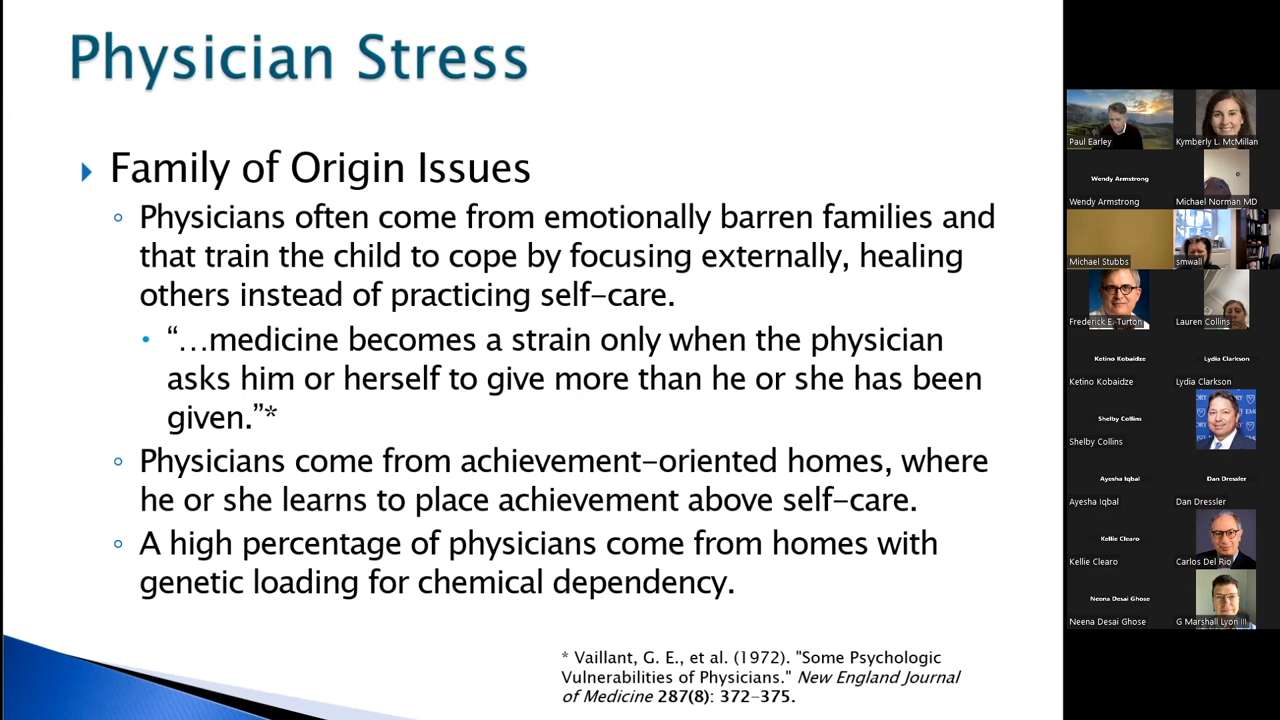 Physician Stress
Family of Origin Issues
Physicians often come from emotionally barren families and
that train the child to cope by focusing externally, healing
others instead of practicing self-care.
“…medicine becomes a strain only when the physician
asks him or herself to give more than he or she has been
given.”*
Physicians come from achievement-oriented homes, where
he or she learns to place achievement above self-care.
A high percentage of physicians come from homes with
genetic loading for chemical dependency.
* Vaillant, G. E., et al. (1972). "Some Psychologic
Vulnerabilities of Physicians." New England Journal
of Medicine 287(8): 372-375.
Paul Earley
Kymberly L. McMillan
Wendy Armstrong
Wendy Armstrong
Michael Norman MD
Michael Stubbs
smwall
Frederick E. Turton
Lauren Collins
Ketino Kobaidze
Lydia Clarkson
Ketino Kobaidze
Lydia Clarkson
Shelby Collins
Shelby Collins
Ayesha Iqbal
Dan Dressler
Ayesha Iqbal
Dan Dressler
Kellie Clearo
Kellie Clearo
Carlos Del Rio
Neena Desai Ghose
Neena Desai Ghose
G Marshall Lyon III